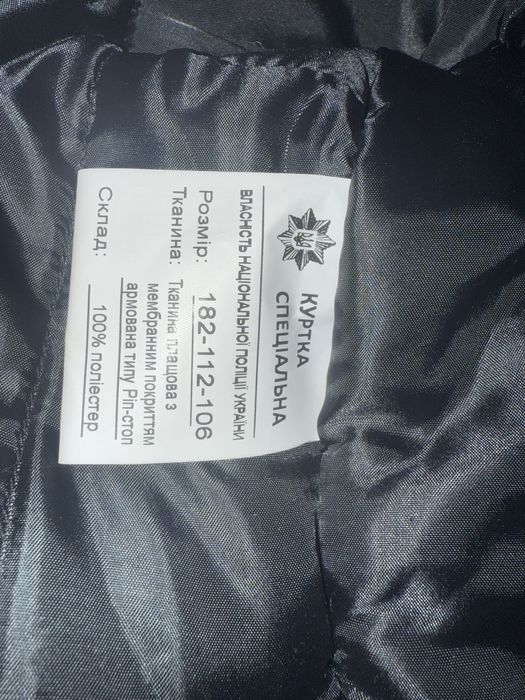 КУРТКА
СПЕЦІАЛЬНА
ВЛАСНІСТЬ НАЦІОНАЛЬНОЇ ПОЛІЦІЇ УКРАЇНИ
Розмір: 182-112-106
Тканина: Тканина плащова з
мембранним покриттям
армована типу Ріп-стоп
Склад: 100% поліестер